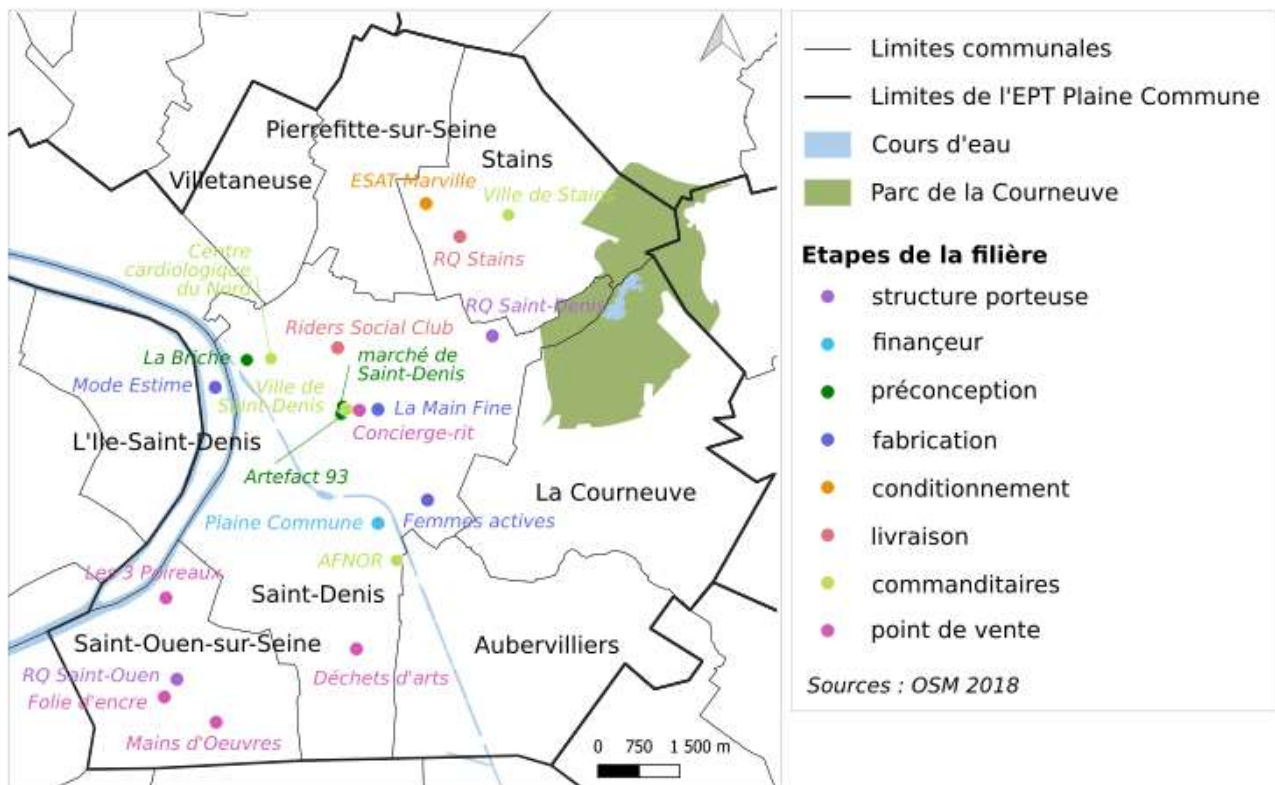 Pierrefitte-sur-Seine
Stains
Villetaneuse
ESAT Marville
Ville de Stains
Centre
cardiologique
du Nord
RQ Stains
RQ Saint-Denis
Riders Social Club
La Briche
marché de
Saint-Denis
Mode Estime
Ville de
Saint-Denis
La Main Fine
Concierge-rit
L'Ile-Saint-Denis
Artefact 93
La Courneuve
Plaine Commune
Femmes actives
AFNOR
Les 3 Poireaux
Saint-Denis
Saint-Ouen-sur-Seine
Aubervilliers
RQ Saint-Ouen
Déchets d'arts
Folie d'encre
Mains d'Oeuvres
0 750 1 500 m
Limites communales
Limites de l'EPT Plaine Commune
Cours d'eau
Parc de la Courneuve
Etapes de la filière
structure porteuse
finançeur
préconception
fabrication
conditionnement
livraison
commanditaires
point de vente
Sources : OSM 2018